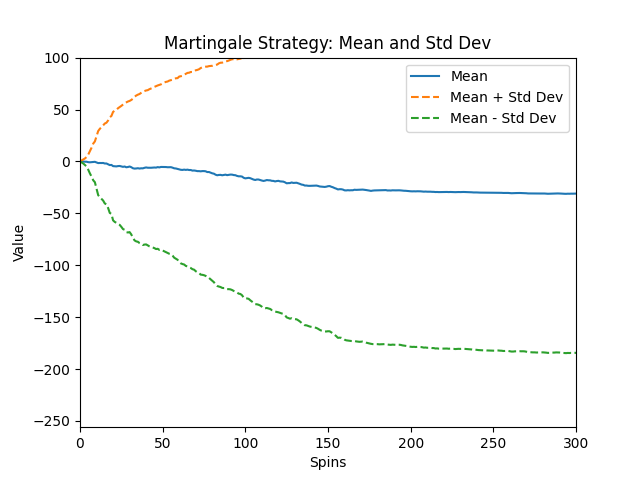 Martingale Strategy: Mean and Std Dev
Mean
Mean + Std Dev
Mean - Std Dev
Value
100
50
0
−50
−100
−150
−200
−250
0 50 100 150 200 250 300
Spins